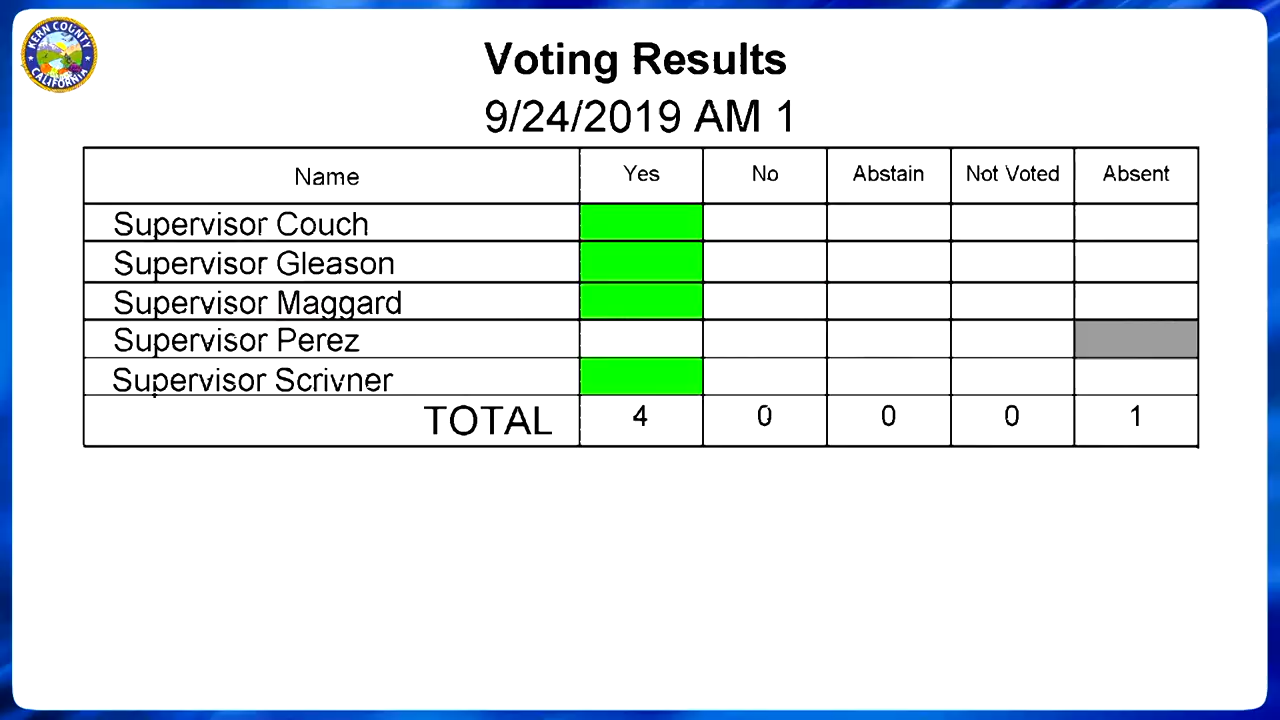 KERN COUNTY
CALIFORNIA
Voting Results
9/24/2019 AM 1
Name Yes No Abstain Not Voted Absent
Supervisor Couch
Supervisor Gleason
Supervisor Maggard
Supervisor Perez
Supervisor Scrivner
TOTAL 4 0 0 0 1